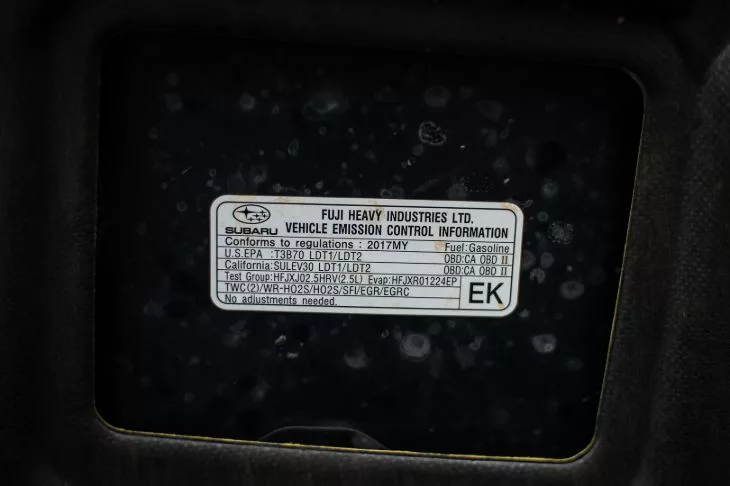 SUBARU
FUJI HEAVY INDUSTRIES LTD.
VEHICLE EMISSION CONTROL INFORMATION
Conforms to regulations : 2017MY Fuel:Gasoline
U.S.EPA :T3B70 LDT1/LDT2 OBD:CA OBD II
California:SULEV30 LDT1/LDT2 OBD:CA OBD II
Test Group:HFJXJ02.5HRV(2.5L) Evap:HFJXR01224EP
TWC(2)/WR-HO2S/HO2S/SFI/EGR/EGRC
No adjustments needed.
EK